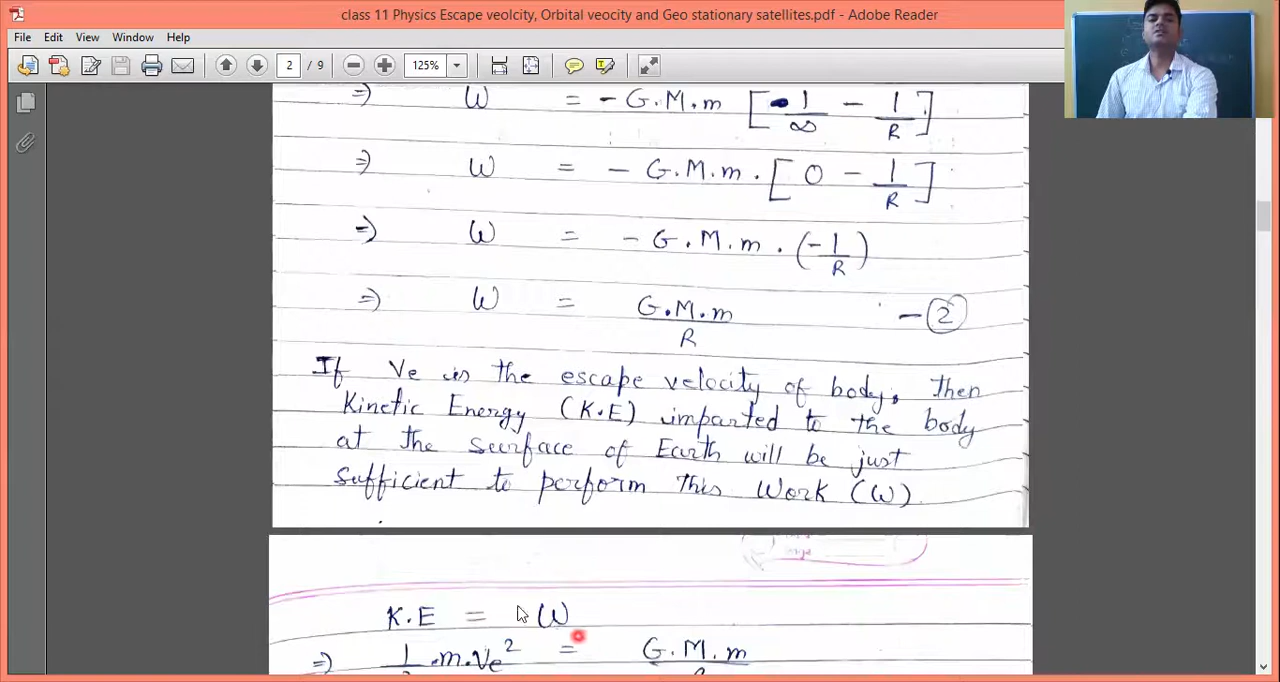 class 11 Physics Escape veolcity, Orbital veocity and Geo stationary satellites.pdf - Adobe Reader
File Edit View Window Help
2 / 9 125%
⇒ W = - G.M.m [-1/∞ - 1/R]
⇒ W = - G.M.m . [0 - 1/R]
⇒ W = - G.M.m . (-1/R)
⇒ W = G.M.m/R - 2
If Ve is the escape velocity of body, then
Kinetic Energy (K.E) imparted to the body
at the surface of Earth will be just
sufficient to perform this Work (W).
K.E = W
⇒ 1 .m.Ve² = G.M.m